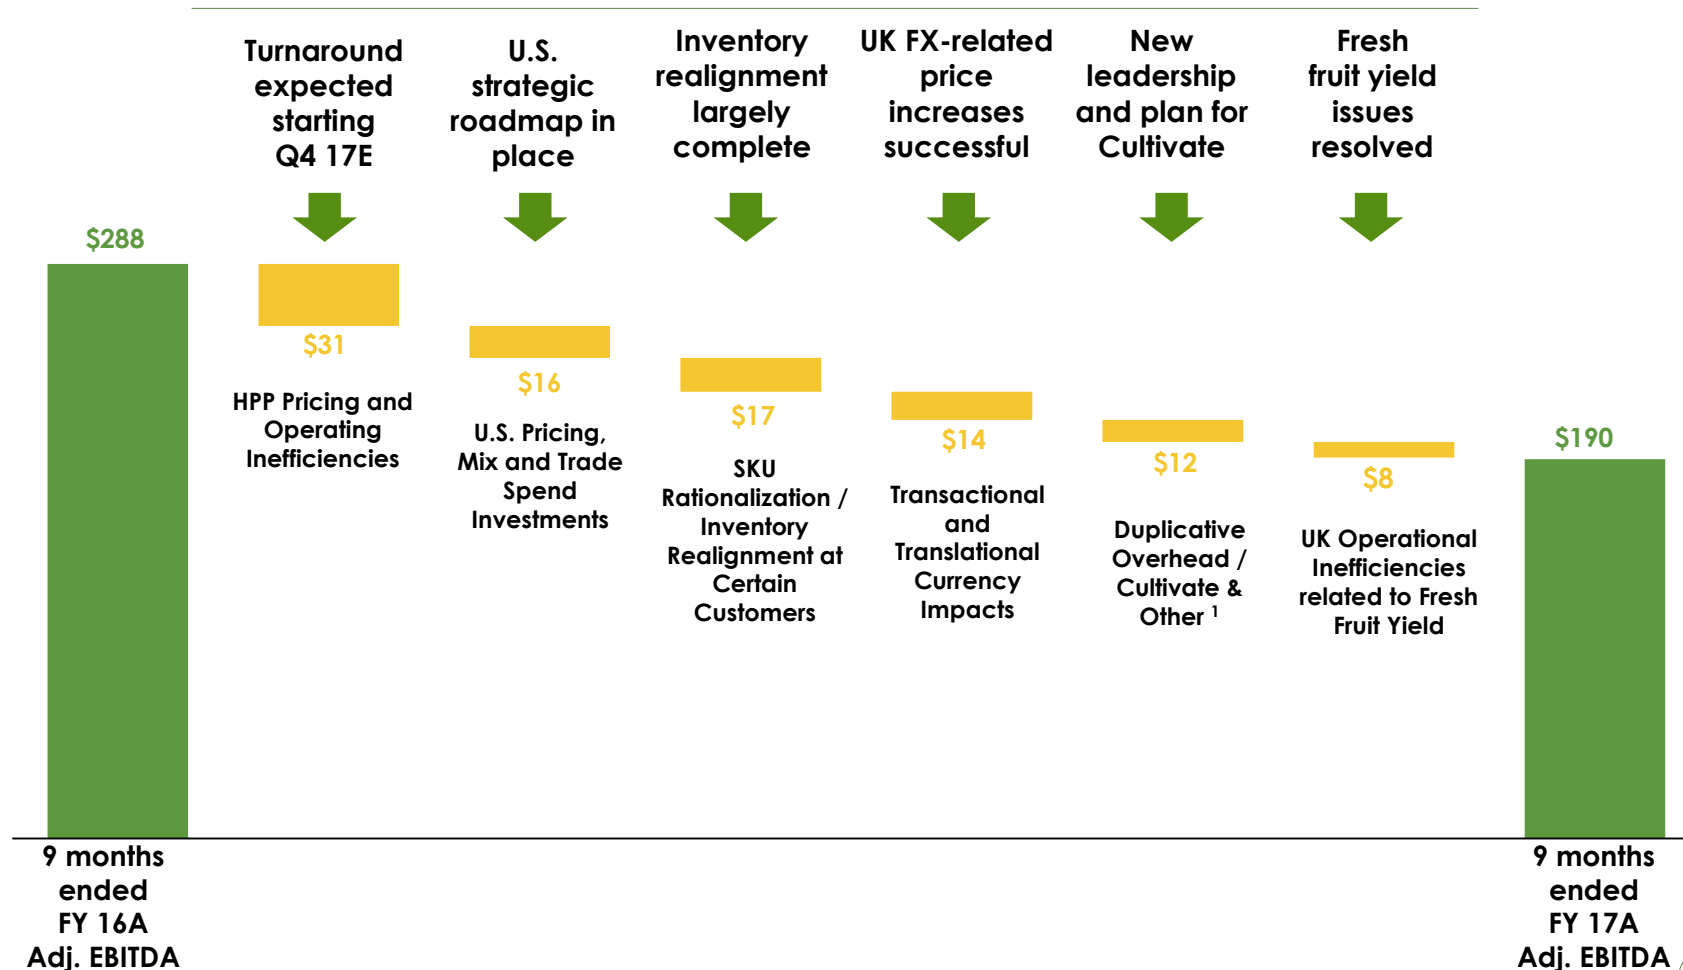 Turnaround
expected
starting
Q4 17E
U.S.
strategic
roadmap in
place
Inventory
realignment
largely
complete
UK FX-related
price
increases
successful
New
leadership
and plan for
Cultivate
Fresh
fruit yield
issues
resolved
$288
$31
HPP Pricing and
Operating
Inefficiencies
$16
U.S. Pricing,
Mix and Trade
Spend
Investments
$17
SKU
Rationalization /
Inventory
Realignment at
Certain
Customers
$14
Transactional
and
Translational
Currency
Impacts
$12
Duplicative
Overhead /
Cultivate &
Other ¹
$8
UK Operational
Inefficiencies
related to Fresh
Fruit Yield
$190
9 months
ended
FY 16A
Adj. EBITDA
9 months
ended
FY 17A
Adj. EBITDA